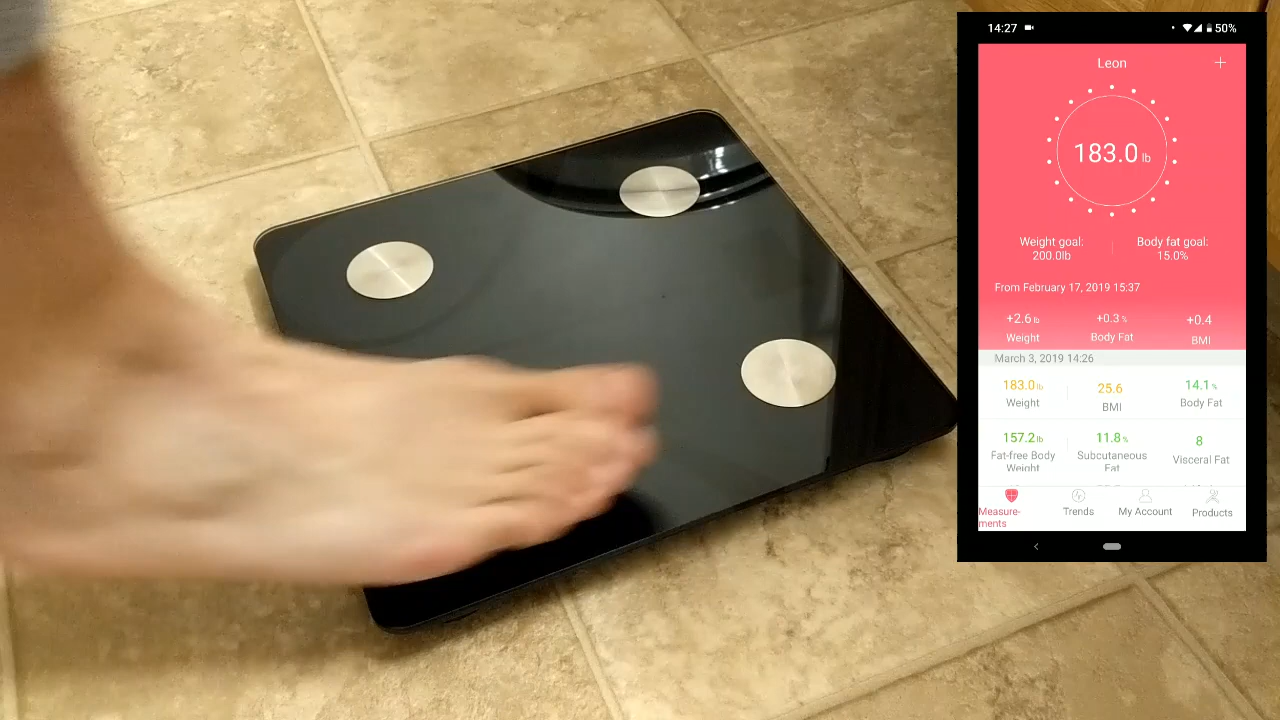 14:27
50%
Leon
+
183.0 lb
Weight goal:
200.0lb
Body fat goal:
15.0%
From February 17, 2019 15:37
+2.6 lb
+0.3 %
+0.4
Weight
Body Fat
BMI
March 3, 2019 14:26
183.0 lb
25.6
14.1 %
Weight
BMI
Body Fat
157.2 lb
11.8 %
8
Fat-free Body
Weight
Subcutaneous
Fat
Visceral Fat
Measure-
ments
Trends
My Account
Products